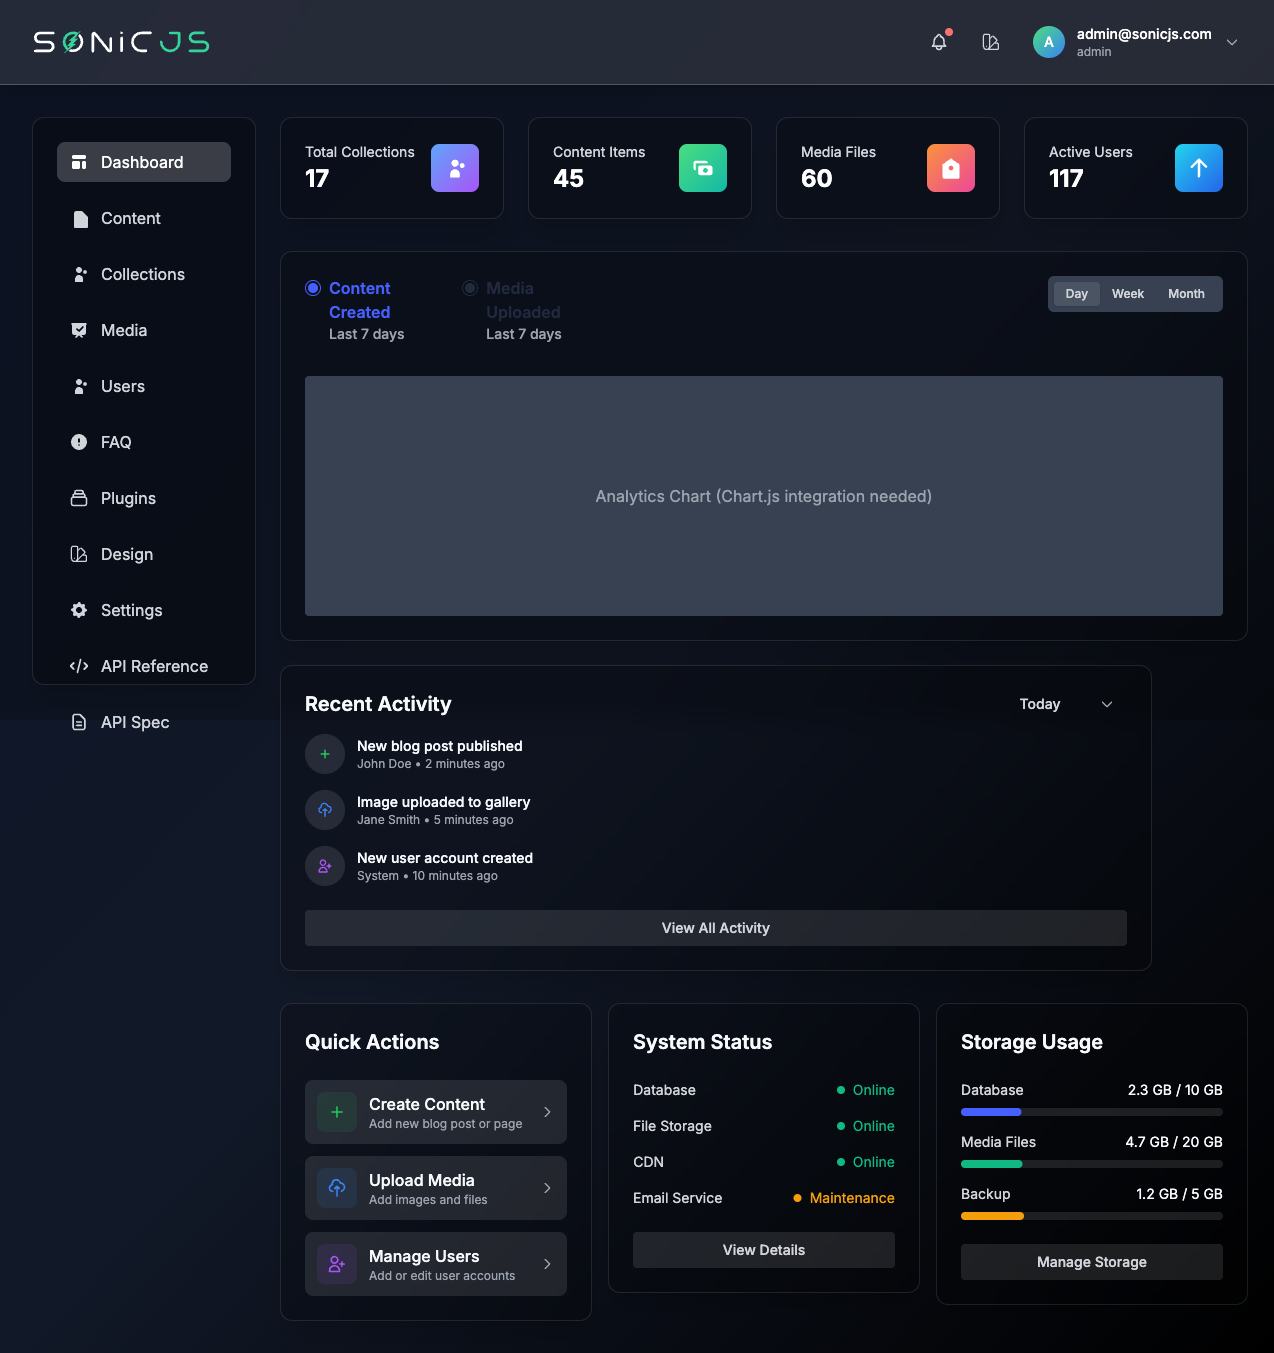 SONiC JS
A
admin@sonicjs.com
admin
Dashboard
Content
Collections
Media
Users
FAQ
Plugins
Design
Settings
API Reference
API Spec
Total Collections
17
Content Items
45
Media Files
60
Active Users
117
Content
Created
Last 7 days
Media
Uploaded
Last 7 days
Day
Week
Month
Analytics Chart (Chart.js integration needed)
Recent Activity
Today
New blog post published
John Doe • 2 minutes ago
Image uploaded to gallery
Jane Smith • 5 minutes ago
New user account created
System • 10 minutes ago
View All Activity
Quick Actions
Create Content
Add new blog post or page
Upload Media
Add images and files
Manage Users
Add or edit user accounts
System Status
Database
Online
File Storage
Online
CDN
Online
Email Service
Maintenance
View Details
Storage Usage
Database
2.3 GB / 10 GB
Media Files
4.7 GB / 20 GB
Backup
1.2 GB / 5 GB
Manage Storage